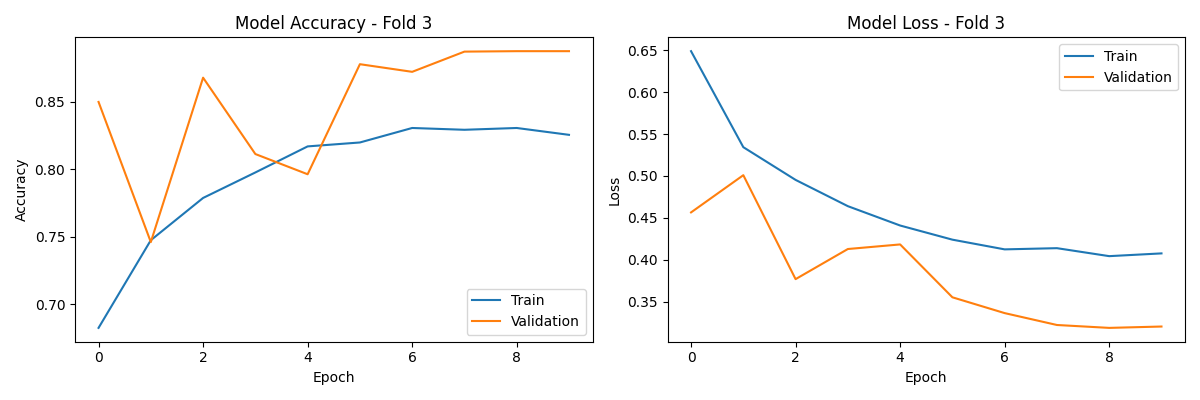 Model Accuracy - Fold 3
Accuracy
0.85
0.80
0.75
0.70
Train
Validation
0 2 4 6 8
Epoch
Model Loss - Fold 3
Loss
0.65
0.60
0.55
0.50
0.45
0.40
0.35
Train
Validation
0 2 4 6 8
Epoch